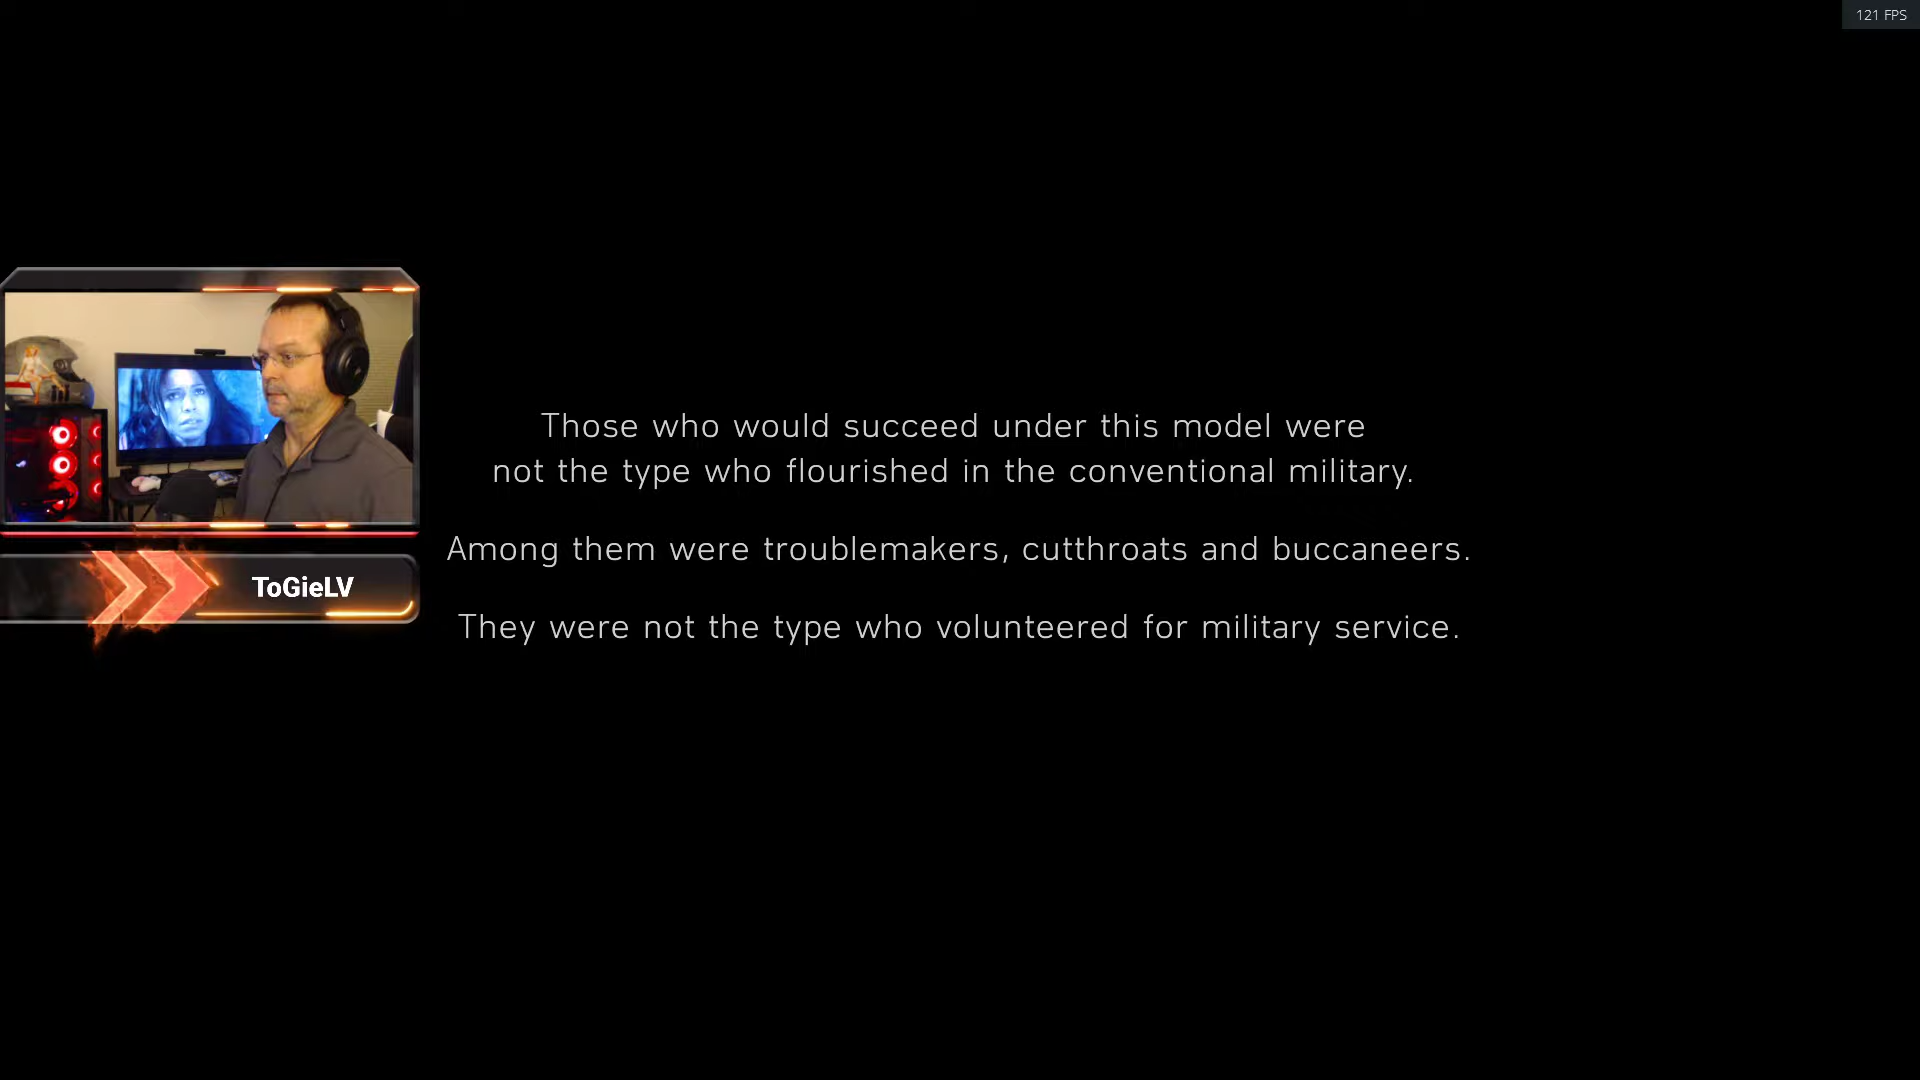 121 FPS
Those who would succeed under this model were
not the type who flourished in the conventional military.
Among them were troublemakers, cutthroats and buccaneers.
ToGieLV
They were not the type who volunteered for military service.